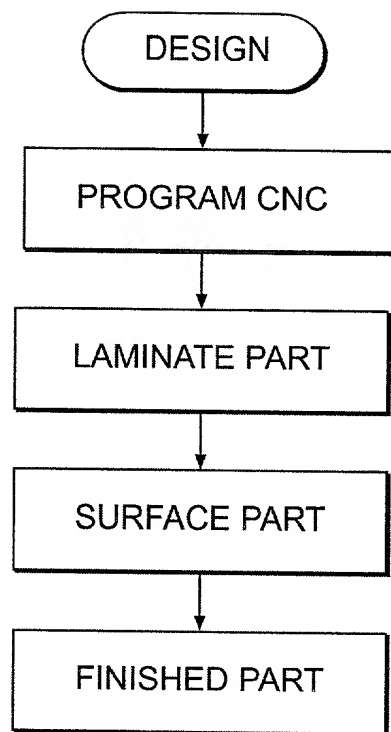 DESIGN
PROGRAM CNC
LAMINATE PART
SURFACE PART
FINISHED PART